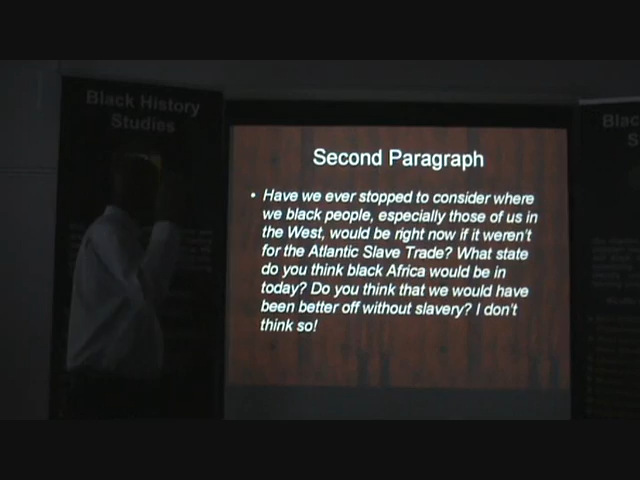 Black History
Studies
Second Paragraph
• Have we ever stopped to consider where
we black people, especially those of us in
the West, would be right now if it weren't
for the Atlantic Slave Trade? What state
do you think black Africa would be in
today? Do you think that we would have
been better off without slavery? I don't
think so!
Blac
S